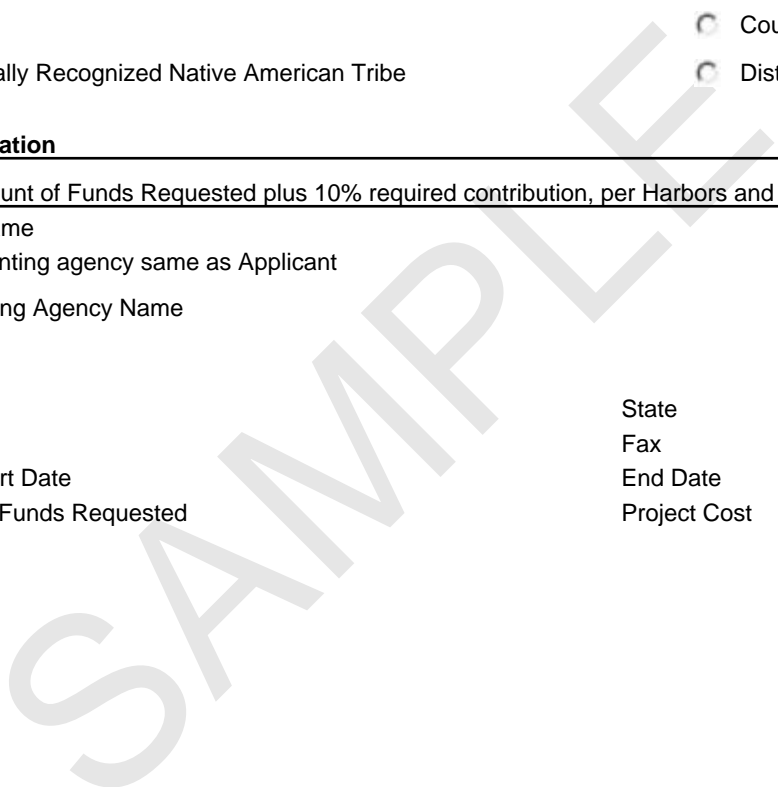 Cou
ally Recognized Native American Tribe
Dist
ation
unt of Funds Requested plus 10% required contribution, per Harbors and
me
nting agency same as Applicant
ng Agency Name
State
Fax
rt Date
End Date
Funds Requested
Project Cost
SAMPLE